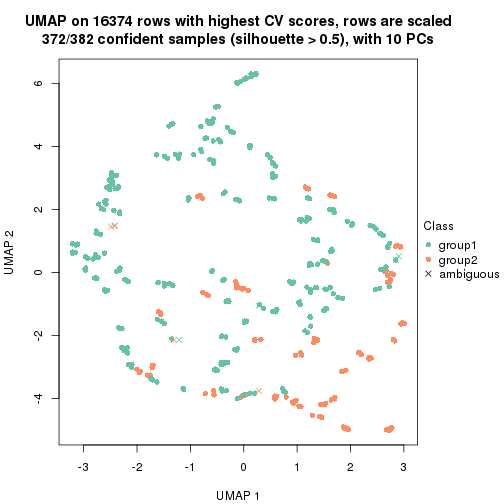 UMAP on 16374 rows with highest CV scores, rows are scaled
372/382 confident samples (silhouette > 0.5), with 10 PCs
6
4
2
0
-2
-4
UMAP 2
-3
-2
-1
0
1
2
3
UMAP 1
Class
group1
group2
ambiguous